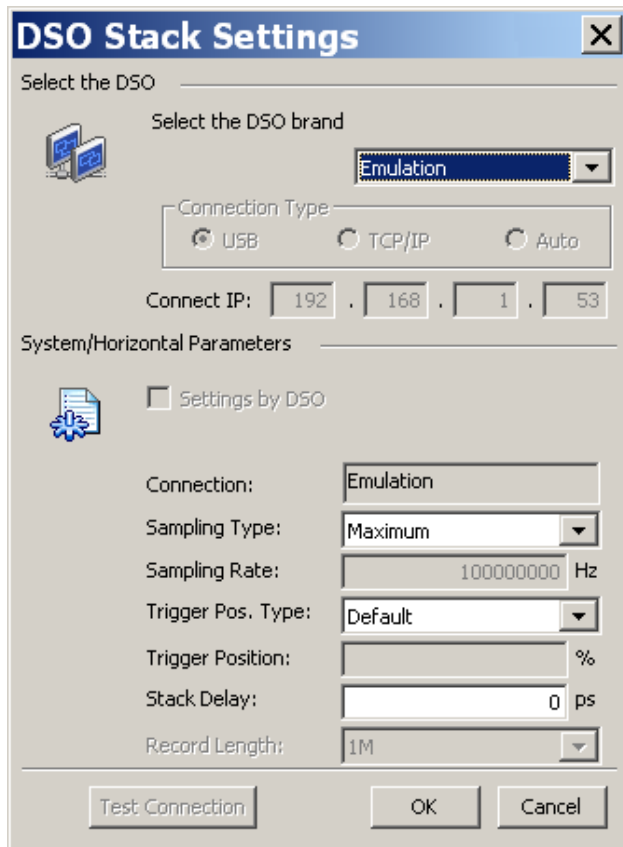 DSO Stack Settings
Select the DSO
Select the DSO brand
Emulation
Connection Type
USB TCP/IP Auto
Connect IP: 192 . 168 . 1 . 53
System/Horizontal Parameters
Settings by DSO
Connection: Emulation
Sampling Type: Maximum
Sampling Rate: 100000000 Hz
Trigger Pos. Type: Default
Trigger Position: %
Stack Delay: 0 ps
Record Length: 1M
Test Connection OK Cancel